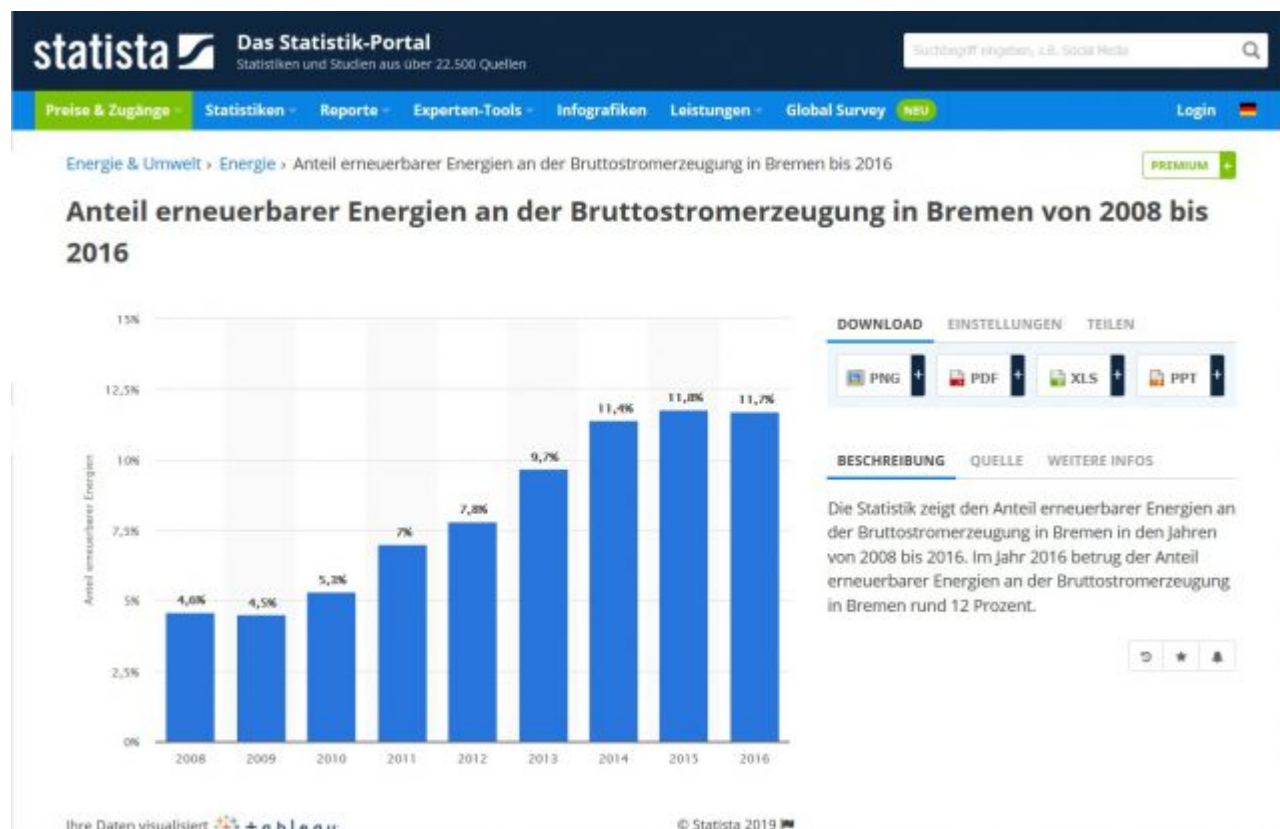 statista
Das Statistik-Portal
Statistiken und Studien aus über 22.500 Quellen
Suchbegriff eingeben, z.B. Social Media
Preise & Zugänge Statistiken Reporte Experten-Tools Infografiken Leistungen Global Survey NEU Login
Energie & Umwelt › Energie › Anteil erneuerbarer Energien an der Bruttostromerzeugung in Bremen bis 2016
PREMIUM +
Anteil erneuerbarer Energien an der Bruttostromerzeugung in Bremen von 2008 bis
2016
15%
12,5%
10%
7,5%
5%
2,5%
0%
Anteil erneuerbarer Energien
4,6%
4,5%
5,3%
7%
7,8%
9,7%
11,4%
11,8%
11,7%
2008 2009 2010 2011 2012 2013 2014 2015 2016
DOWNLOAD EINSTELLUNGEN TEILEN
PNG + PDF + XLS + PPT +
BESCHREIBUNG QUELLE WEITERE INFOS
Die Statistik zeigt den Anteil erneuerbarer Energien an
der Bruttostromerzeugung in Bremen in den Jahren
von 2008 bis 2016. Im Jahr 2016 betrug der Anteil
erneuerbarer Energien an der Bruttostromerzeugung
in Bremen rund 12 Prozent.
Ihre Daten visualisiert tableau
© Statista 2019